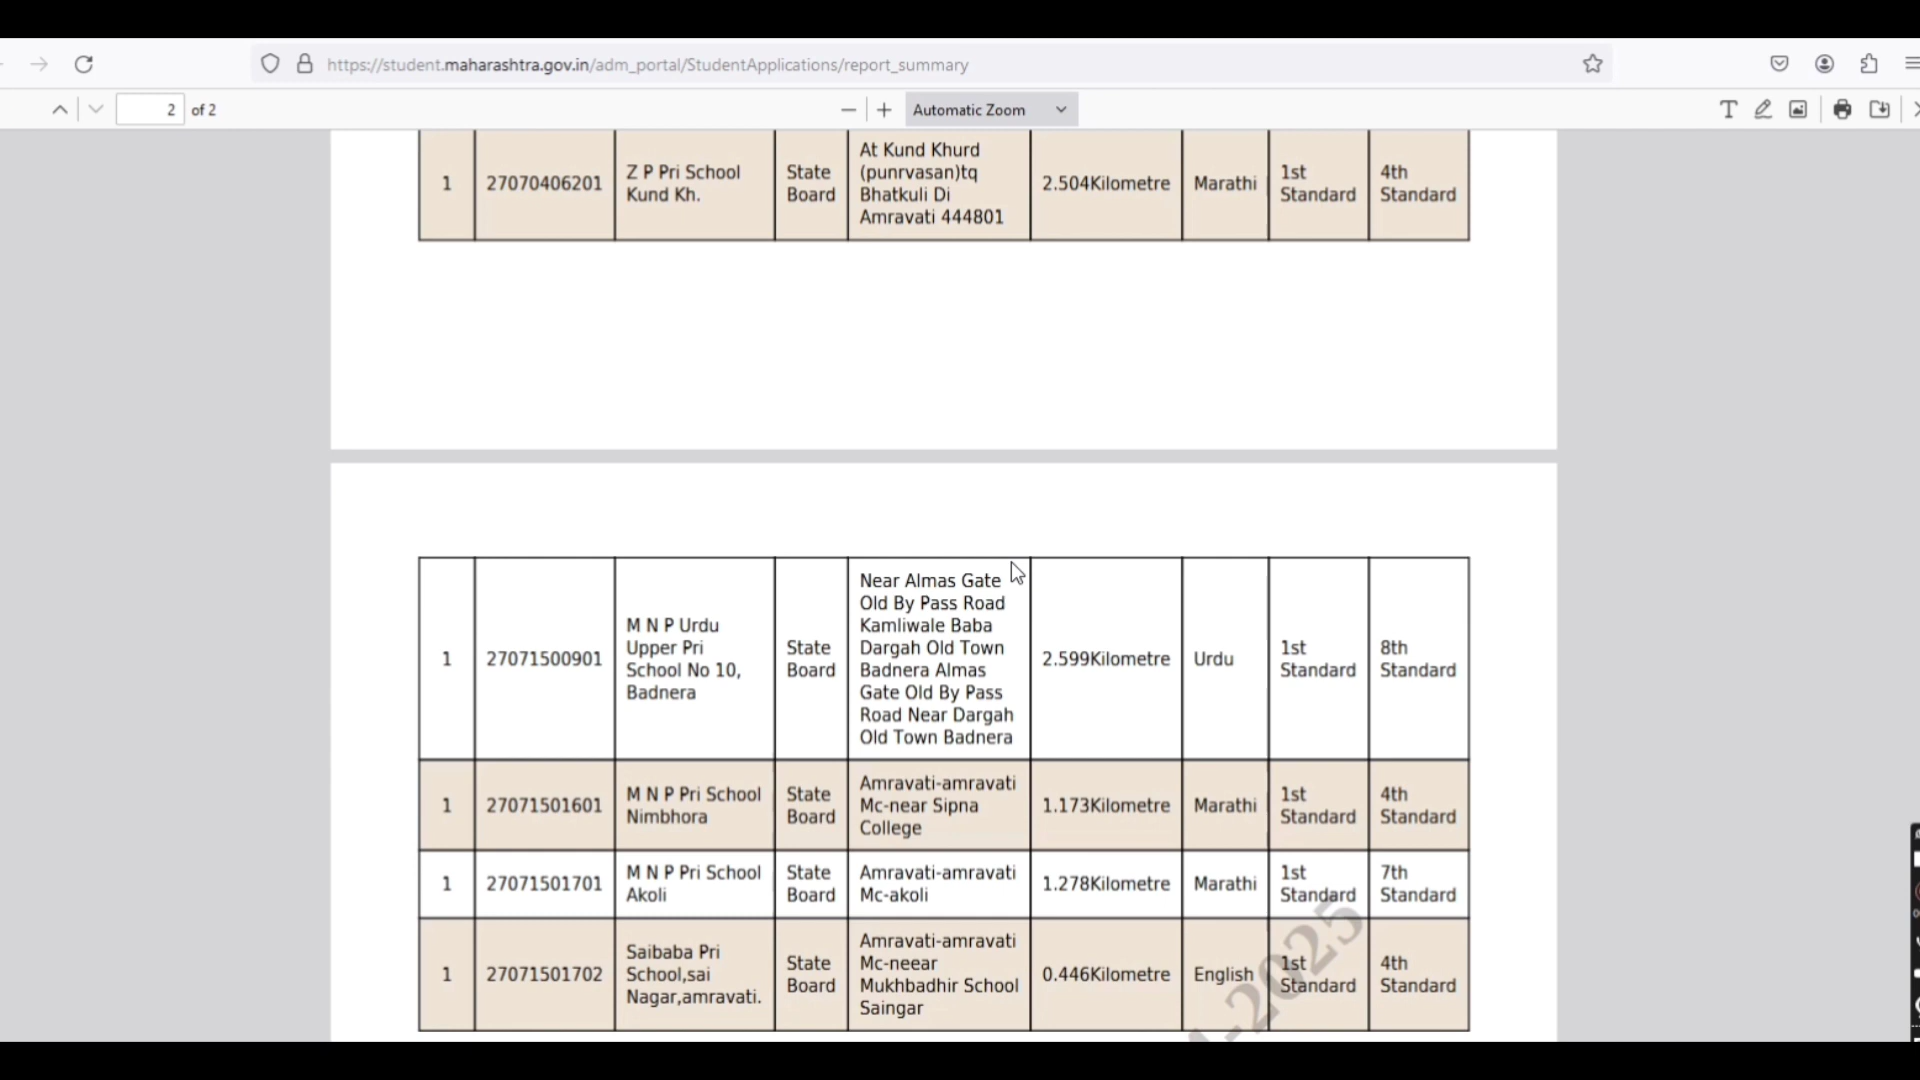 https://student.maharashtra.gov.in/adm_portal/StudentApplications/report_summary
2 of 2
Automatic Zoom
1
27070406201
Z P Pri School
Kund Kh.
State
Board
At Kund Khurd
(punrvasan)tq
Bhatkuli Di
Amravati 444801
2.504Kilometre
Marathi
1st
Standard
4th
Standard
1
27071500901
M N P Urdu
Upper Pri
School No 10,
Badnera
State
Board
Near Almas Gate
Old By Pass Road
Kamliwale Baba
Dargah Old Town
Badnera Almas
Gate Old By Pass
Road Near Dargah
Old Town Badnera
2.599Kilometre
Urdu
1st
Standard
8th
Standard
1
27071501601
M N P Pri School
Nimbhora
State
Board
Amravati-amravati
Mc-near Sipna
College
1.173Kilometre
Marathi
1st
Standard
4th
Standard
1
27071501701
M N P Pri School
Akoli
State
Board
Amravati-amravati
Mc-akoli
1.278Kilometre
Marathi
1st
Standard
7th
Standard
1
27071501702
Saibaba Pri
School,sai
Nagar,amravati.
State
Board
Amravati-amravati
Mc-neear
Mukhbadhir School
Saingar
0.446Kilometre
English
1st
Standard
4th
Standard
-2025